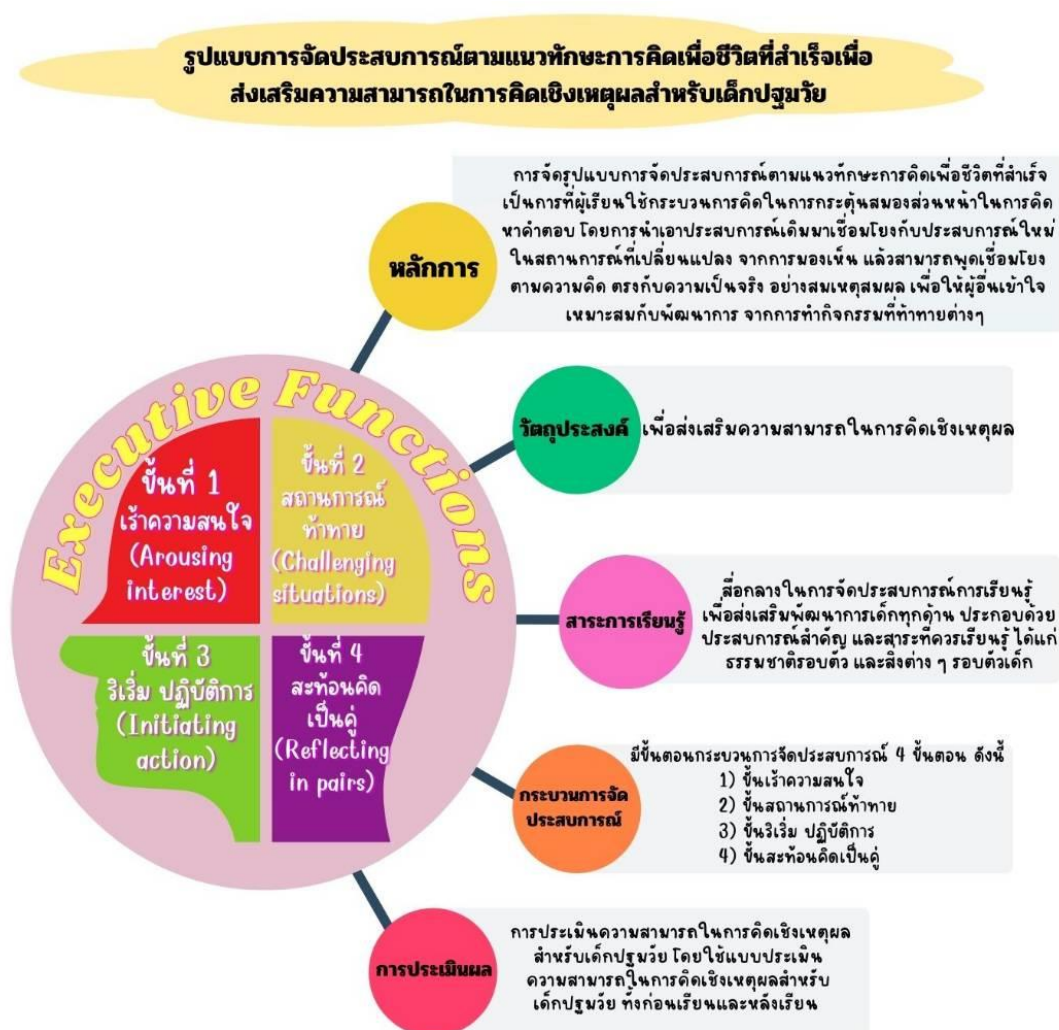 รูปแบบการจัดประสบการณ์ตามแนวทักษะการคิดเพื่อชีวิตที่สำเร็จเพื่อ
ส่งเสริมความสามารถในการคิดเชิงเหตุผลสำหรับเด็กปฐมวัย
หลักการ
การจัดรูปแบบการจัดประสบการณ์ตามแนวทักษะการคิดเพื่อชีวิตที่สำเร็จ
เป็นการที่ผู้เรียนใช้กระบวนการคิดในการกระตุ้นสมองส่วนหน้าในการคิด
หาคำตอบ โดยการนำเอาประสบการณ์เดิมมาเชื่อมโยงกับประสบการณ์ใหม่
ในสถานการณ์ที่เปลี่ยนแปลง จากการมองเห็น แล้วสามารถพูดเชื่อมโยง
ตามความคิด ตรงกับความเป็นจริง อย่างสมเหตุสมผล เพื่อให้ผู้อื่นเข้าใจ
เหมาะสมกับพัฒนาการ จากการทำกิจกรรมที่ท้าทายต่างๆ
Executive Functions
ขั้นที่ 1
เร้าความสนใจ
(Arousing
interest)
ขั้นที่ 2
สถานการณ์
ท้าทาย
(Challenging
situations)
ขั้นที่ 3
ริเริ่ม ปฏิบัติการ
(Initiating
action)
ขั้นที่ 4
สะท้อนคิด
เป็นคู่
(Reflecting
in pairs)
วัตถุประสงค์
เพื่อส่งเสริมความสามารถในการคิดเชิงเหตุผล
สาระการเรียนรู้
สื่อกลางในการจัดประสบการณ์การเรียนรู้
เพื่อส่งเสริมพัฒนาการเด็กทุกด้าน ประกอบด้วย
ประสบการณ์สำคัญ และสาระที่ควรเรียนรู้ ได้แก่
ธรรมชาติรอบตัว และสิ่งต่าง ๆ รอบตัวเด็ก
กระบวนการจัด
ประสบการณ์
มีขั้นตอนกระบวนการจัดประสบการณ์ 4 ขั้นตอน ดังนี้
1) ขั้นเร้าความสนใจ
2) ขั้นสถานการณ์ท้าทาย
3) ขั้นริเริ่ม ปฏิบัติการ
4) ขั้นสะท้อนคิดเป็นคู่
การประเมินผล
การประเมินความสามารถในการคิดเชิงเหตุผล
สำหรับเด็กปฐมวัย โดยใช้แบบประเมิน
ความสามารถในการคิดเชิงเหตุผลสำหรับ
เด็กปฐมวัย ทั้งก่อนเรียนและหลังเรียน